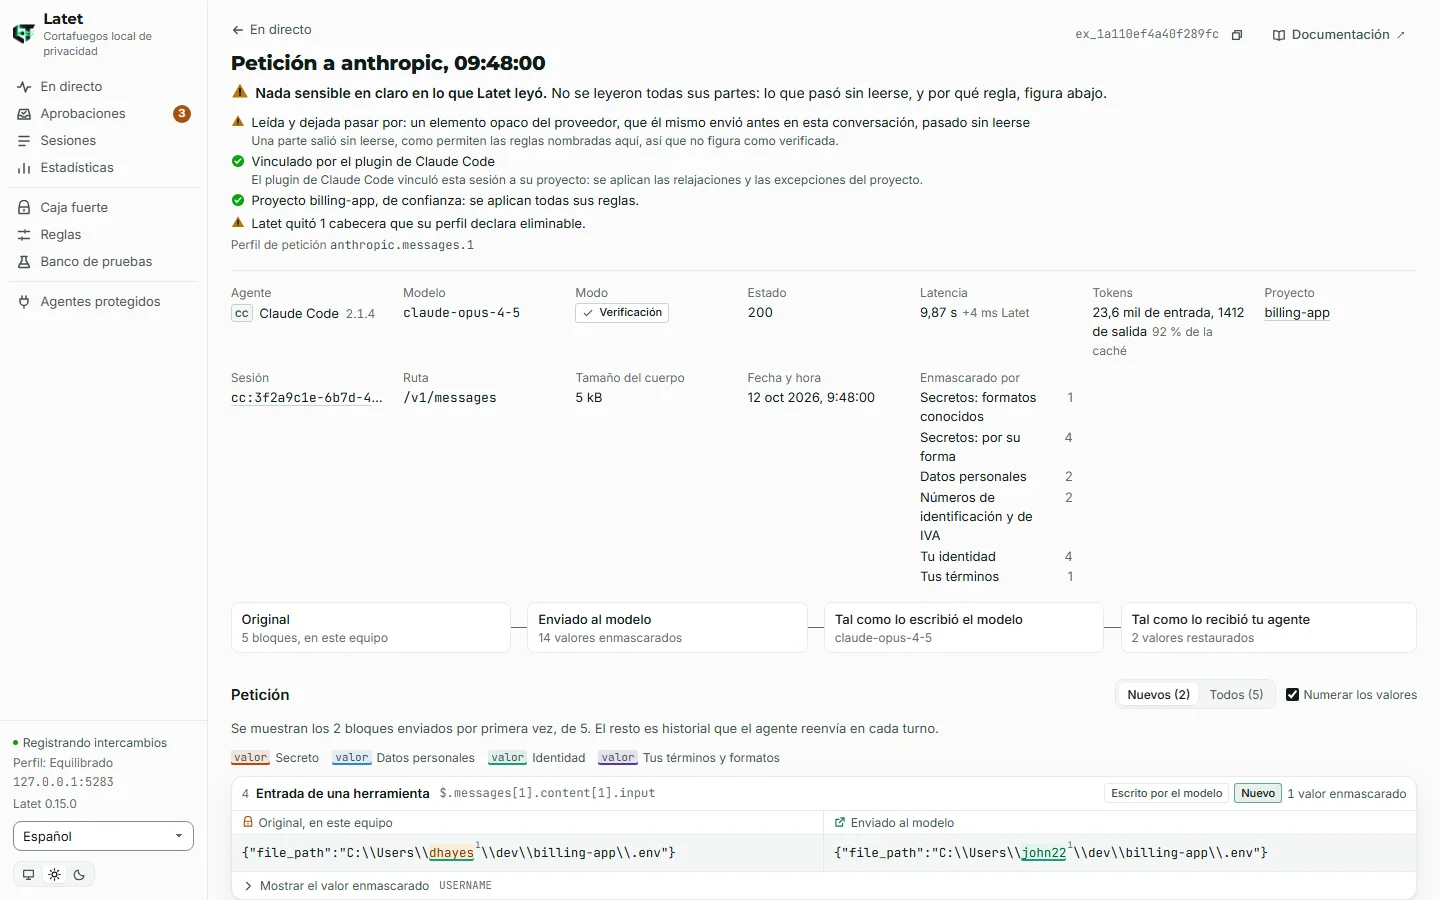 Latet
Cortafuegos local de
privacidad
En directo
Aprobaciones 3
Sesiones
Estadísticas
Caja fuerte
Reglas
Banco de pruebas
Agentes protegidos
Registrando intercambios
Perfil: Equilibrado
127.0.0.1:5283
Latet 0.15.0
Español
← En directo
ex_1a110ef4a40f289fc Documentación ↗
Petición a anthropic, 09:48:00
Nada sensible en claro en lo que Latet leyó. No se leyeron todas sus partes: lo que pasó sin leerse, y por qué regla, figura abajo.
Leída y dejada pasar por: un elemento opaco del proveedor, que él mismo envió antes en esta conversación, pasado sin leerse
Una parte salió sin leerse, como permiten las reglas nombradas aquí, así que no figura como verificada.
Vinculado por el plugin de Claude Code
El plugin de Claude Code vinculó esta sesión a su proyecto: se aplican las relajaciones y las excepciones del proyecto.
Proyecto billing-app, de confianza: se aplican todas sus reglas.
Latet quitó 1 cabecera que su perfil declara eliminable.
Perfil de petición anthropic.messages.1
Agente
CC Claude Code 2.1.4
Modelo
claude-opus-4-5
Modo
Verificación
Estado
200
Latencia
9,87 s +4 ms Latet
Tokens
23,6 mil de entrada, 1412
de salida 92 % de la
caché
Proyecto
billing-app
Sesión
cc:3f2a9c1e-6b7d-4...
Ruta
/v1/messages
Tamaño del cuerpo
5 kB
Fecha y hora
12 oct 2026, 9:48:00
Enmascarado por
Secretos: formatos 1
conocidos
Secretos: por su 4
forma
Datos personales 2
Números de 2
identificación y de
IVA
Tu identidad 4
Tus términos 1
Original
5 bloques, en este equipo
Enviado al modelo
14 valores enmascarados
Tal como lo escribió el modelo
claude-opus-4-5
Tal como lo recibió tu agente
2 valores restaurados
Petición
Nuevos (2) Todos (5) Numerar los valores
Se muestran los 2 bloques enviados por primera vez, de 5. El resto es historial que el agente reenvía en cada turno.
valor Secreto valor Datos personales valor Identidad valor Tus términos y formatos
4 Entrada de una herramienta $.messages[1].content[1].input Escrito por el modelo Nuevo 1 valor enmascarado
Original, en este equipo
Enviado al modelo
{"file_path":"C:\\Users\\dhayes1\\dev\\billing-app\\.env"}
{"file_path":"C:\\Users\\john221\\dev\\billing-app\\.env"}
Mostrar el valor enmascarado USERNAME